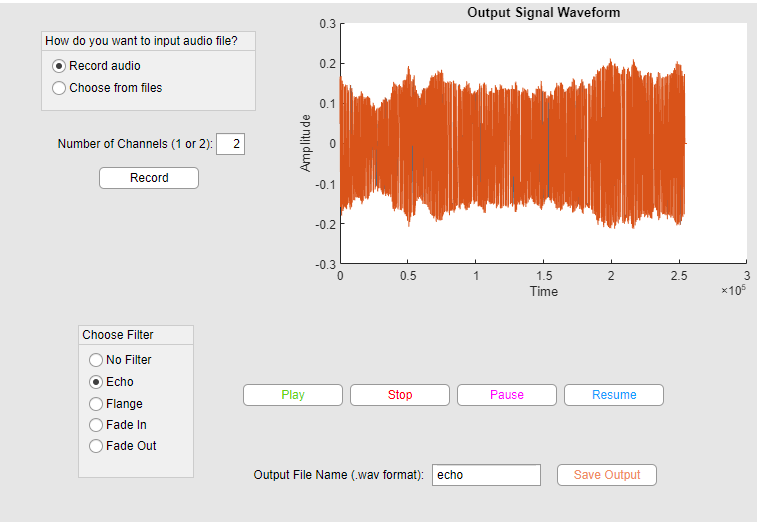 How do you want to input audio file?
Record audio
Choose from files
Number of Channels (1 or 2): 2
Record
Output Signal Waveform
0.3
0.2
0.1
0
-0.1
-0.2
-0.3
Amplitude
0 0.5 1 1.5 2 2.5 3
Time
×10⁵
Choose Filter
No Filter
Echo
Flange
Fade In
Fade Out
Play Stop Pause Resume
Output File Name (.wav format): echo Save Output